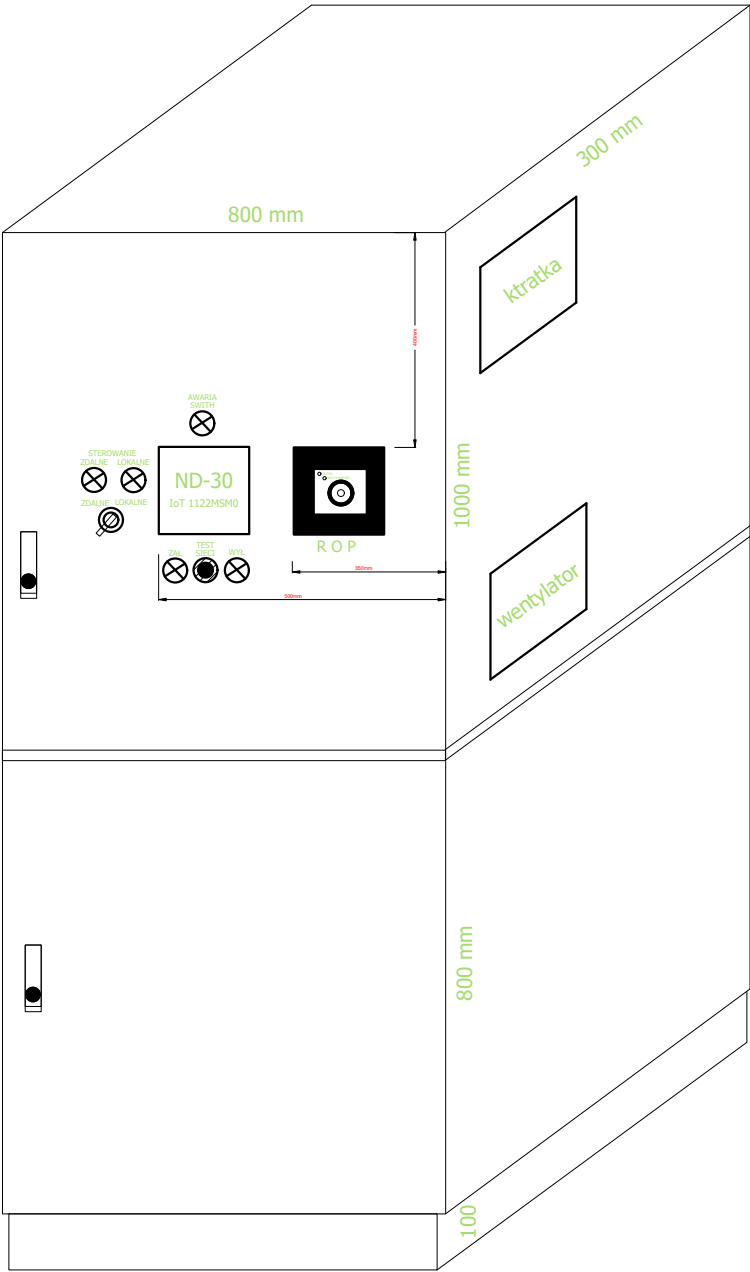 300 mm
800 mm
ktratka
400mm
AWARIA
SWITH
STEROWANIE
ZDALNE LOKALNE
ND-30
IoT 1122MSM0
1000 mm
ZDALNE LOKALNE
R O P
TEST
ZAŁ SIECI WYŁ
350mm
wentylator
500mm
800 mm
100